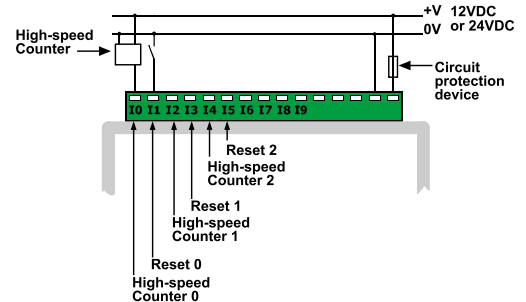 +V 12VDC
or 24VDC
0V
High-speed
Counter
Circuit
protection
device
I0 I1 I2 I3 I4 I5 I6 I7 I8 I9
Reset 2
High-speed
Counter 2
Reset 1
High-speed
Counter 1
Reset 0
High-speed
Counter 0